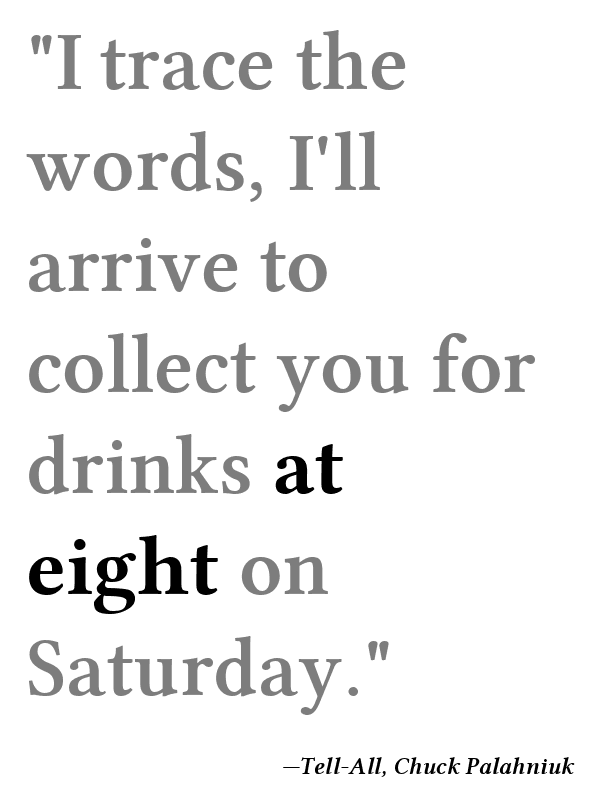 "I trace the
words, I'll
arrive to
collect you for
drinks at
eight on
Saturday."
—Tell-All, Chuck Palahniuk